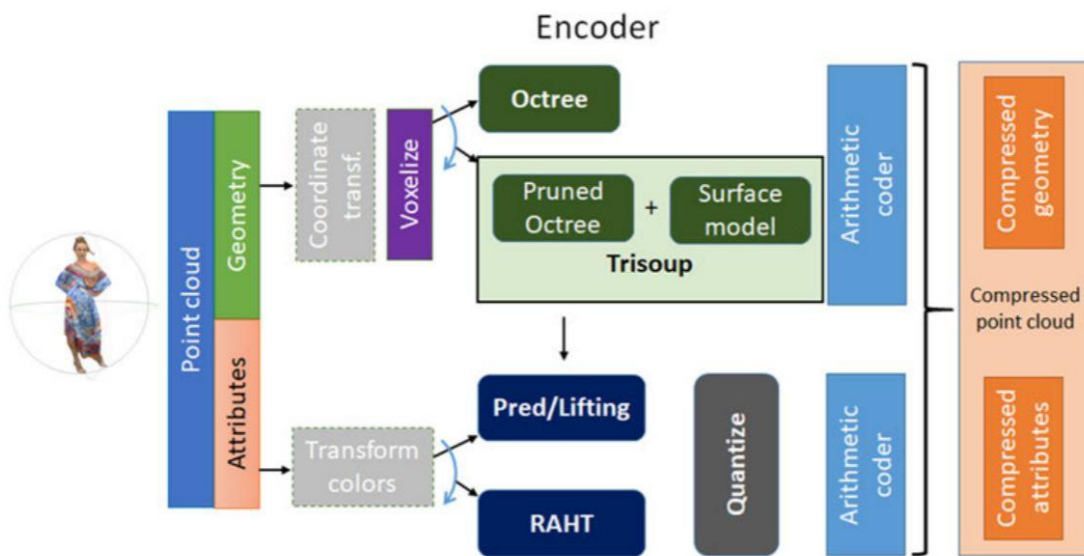 Encoder
Point cloud
Geometry
Attributes
Coordinate
transf.
Voxelize
Octree
Pruned
Octree
+
Surface
model
Trisoup
Arithmetic
coder
Compressed
geometry
Compressed
point cloud
Transform
colors
Pred/Lifting
RAHT
Quantize
Arithmetic
coder
Compressed
attributes